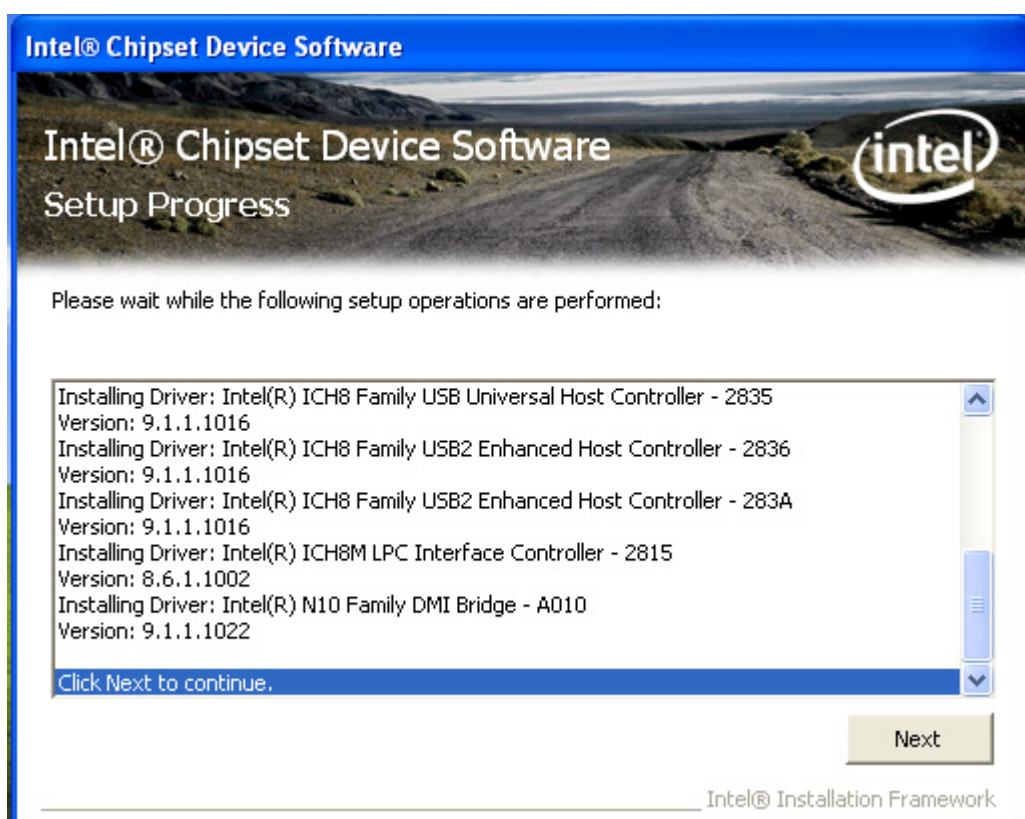 Intel® Chipset Device Software
Intel® Chipset Device Software
intel
Setup Progress
Please wait while the following setup operations are performed:
Installing Driver: Intel(R) ICH8 Family USB Universal Host Controller - 2835
Version: 9.1.1.1016
Installing Driver: Intel(R) ICH8 Family USB2 Enhanced Host Controller - 2836
Version: 9.1.1.1016
Installing Driver: Intel(R) ICH8 Family USB2 Enhanced Host Controller - 283A
Version: 9.1.1.1016
Installing Driver: Intel(R) ICH8M LPC Interface Controller - 2815
Version: 8.6.1.1002
Installing Driver: Intel(R) N10 Family DMI Bridge - A010
Version: 9.1.1.1022
Click Next to continue.
Next
Intel® Installation Framework